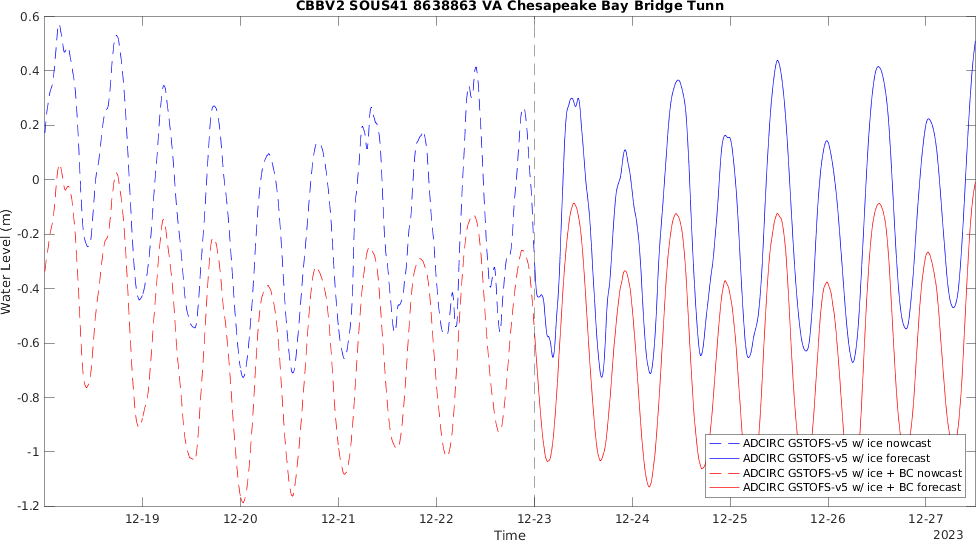 CBBV2 SOUS41 8638863 VA Chesapeake Bay Bridge Tunn
0.6
0.4
0.2
0
-0.2
-0.4
-0.6
-0.8
-1
-1.2
Water Level (m)
ADCIRC GSTOFS-v5 w/ ice nowcast
ADCIRC GSTOFS-v5 w/ ice forecast
ADCIRC GSTOFS-v5 w/ ice + BC nowcast
ADCIRC GSTOFS-v5 w/ ice + BC forecast
12-19 12-20 12-21 12-22 12-23 12-24 12-25 12-26 12-27
Time
2023